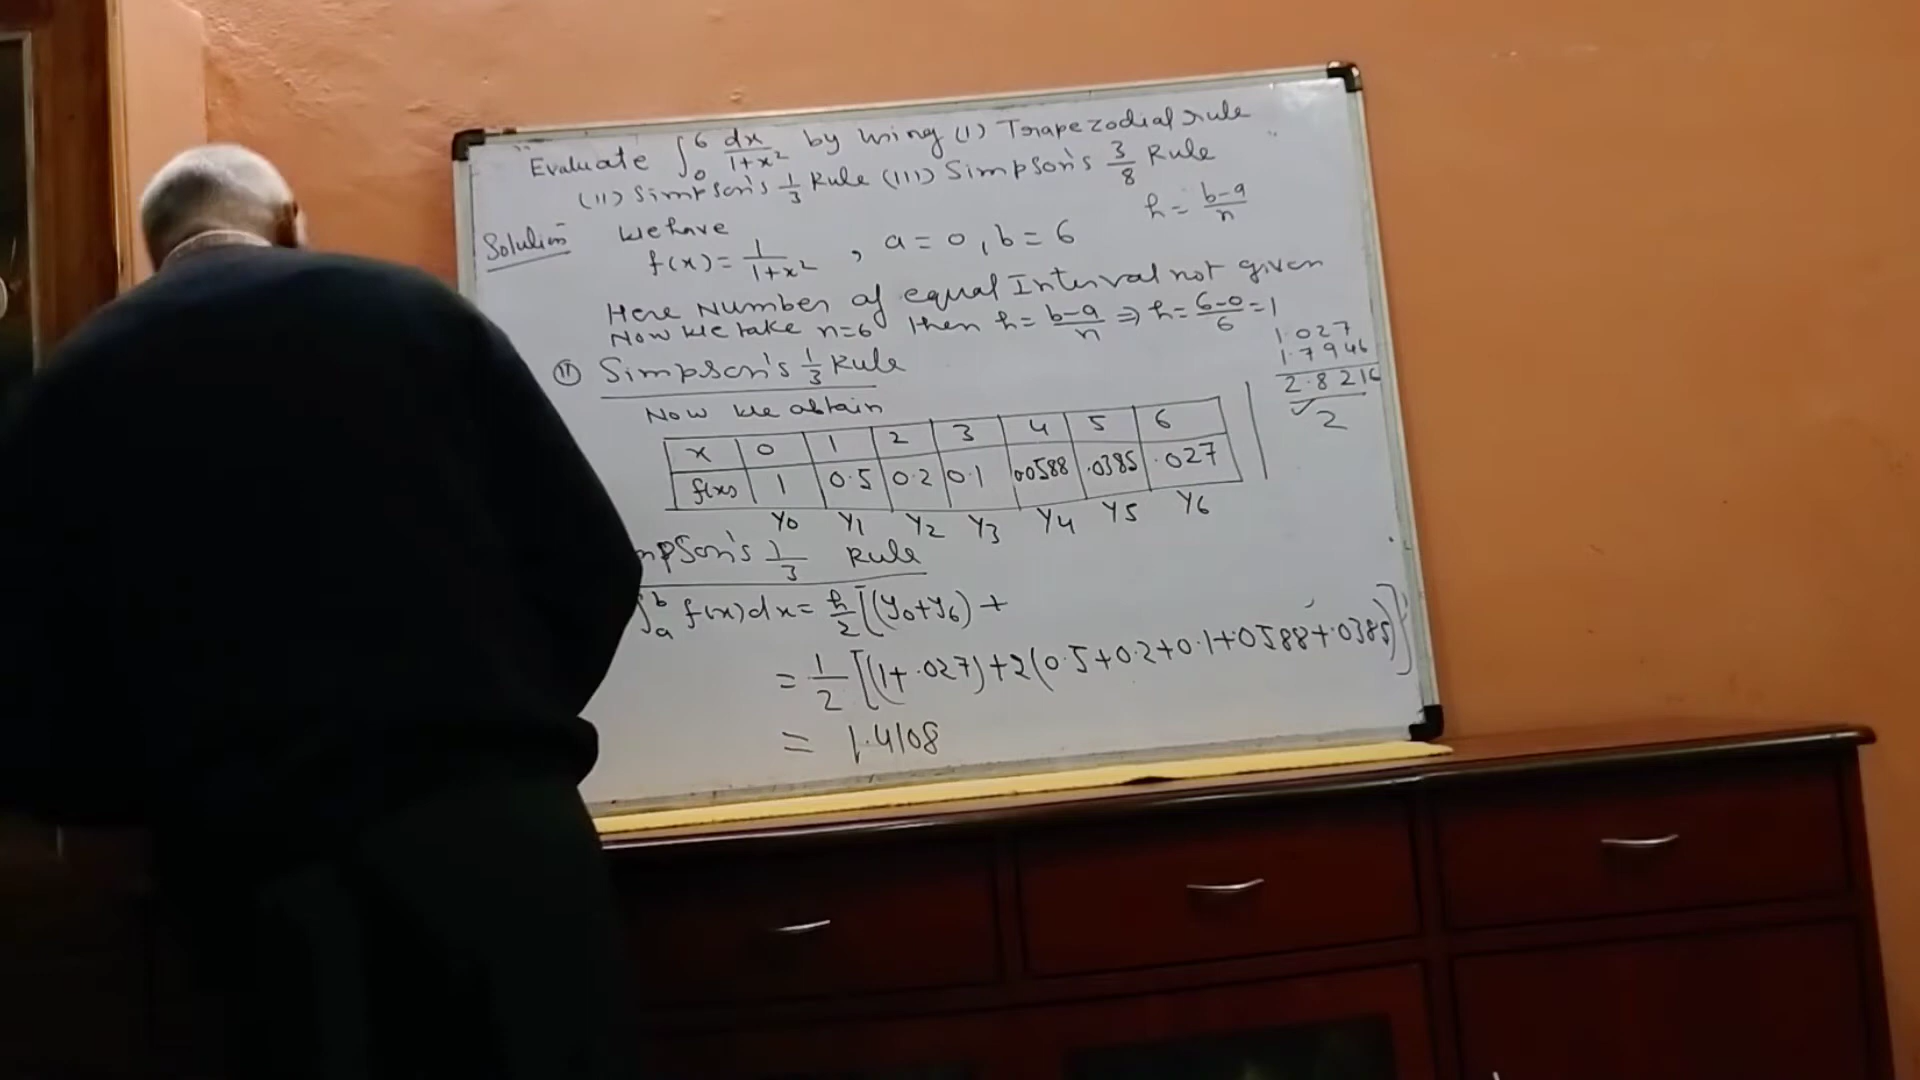 "Evaluate ∫₀⁶ dx/1+x² by using (I) Trapezodial rule
(II) Simpson's 1/3 Rule (III) Simpson's 3/8 Rule "
h = b-a/n
Solution We have
f(x) = 1/1+x² , a = 0, b = 6
Here Number of equal Interval not given
Now we take n=6 then h = b-a/n ⇒ h = 6-0/6 = 1
(II) Simpson's 1/3 Rule
Now we obtain
x 0 1 2 3 4 5 6
f(x) 1 0.5 0.2 0.1 0.0588 .0385 .027
y0 y1 y2 y3 y4 y5 y6
1.027
1.7946
2.8216
2
mpson's 1/3 Rule
∫ₐᵇ f(x)dx = h/2 [(y0+y6) +
= 1/2 [(1+.027)+2(0.5+0.2+0.1+0588+.0385)]
= 1.4108